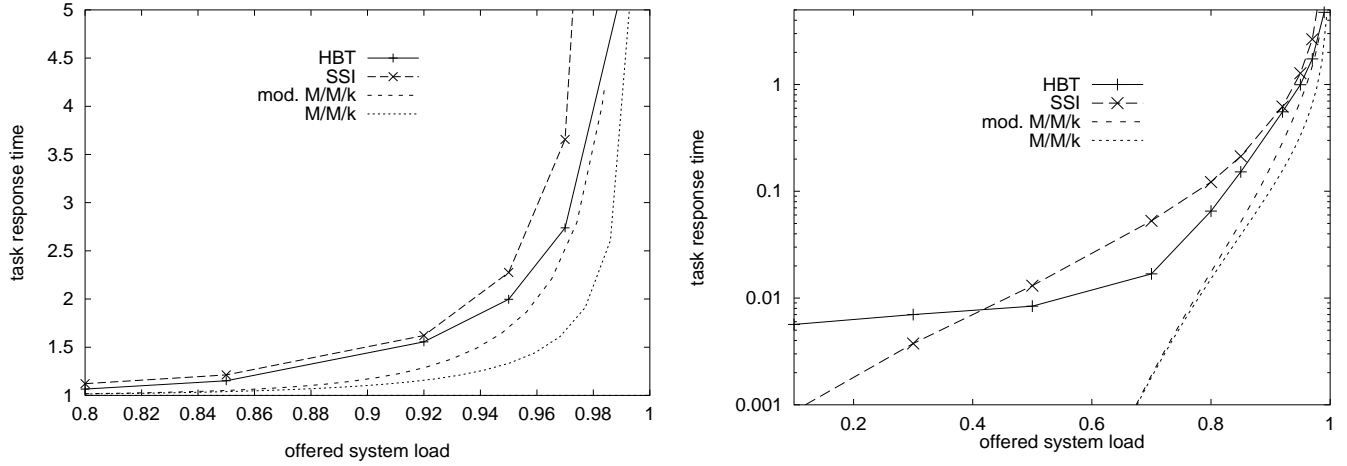 5
4.5
4
3.5
3
2.5
2
1.5
1
task response time
HBT
SSI
mod. M/M/k
M/M/k
0.8 0.82 0.84 0.86 0.88 0.9 0.92 0.94 0.96 0.98 1
offered system load
1
0.1
0.01
0.001
task response time
HBT
SSI
mod. M/M/k
M/M/k
0.2 0.4 0.6 0.8 1
offered system load